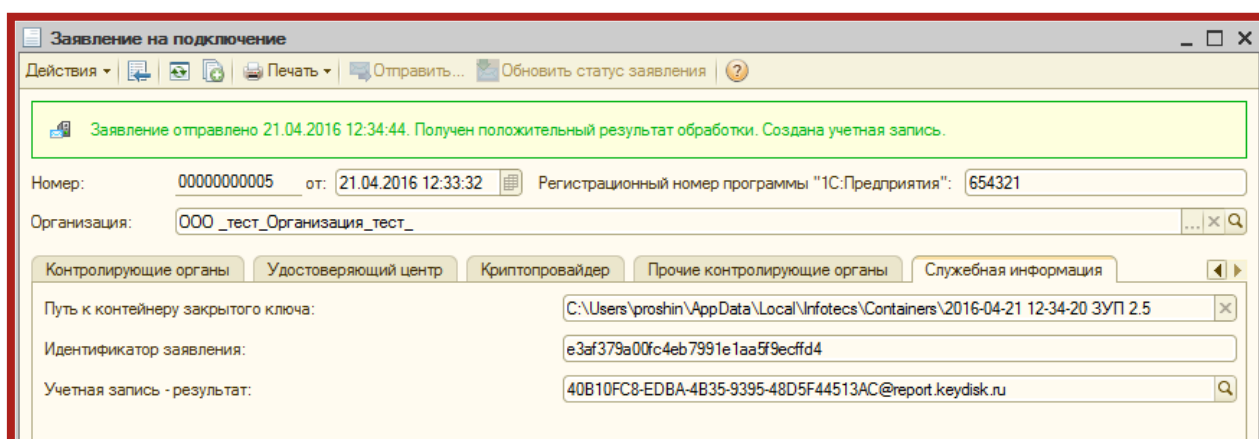 Заявление на подключение
Действия Печать Отправить... Обновить статус заявления
Заявление отправлено 21.04.2016 12:34:44. Получен положительный результат обработки. Создана учетная запись.
Номер: 00000000005 от: 21.04.2016 12:33:32 Регистрационный номер программы "1С:Предприятия": 654321
Организация: ООО _тест_Организация_тест_
Контролирующие органы Удостоверяющий центр Криптопровайдер Прочие контролирующие органы Служебная информация
Путь к контейнеру закрытого ключа: C:\Users\proshin\AppData\Local\Infotecs\Containers\2016-04-21 12-34-20 ЗУП 2.5
Идентификатор заявления: e3af379a00fc4eb7991e1aa5f9ecffd4
Учетная запись - результат: 40B10FC8-EDBA-4B35-9395-48D5F44513AC@report.keydisk.ru